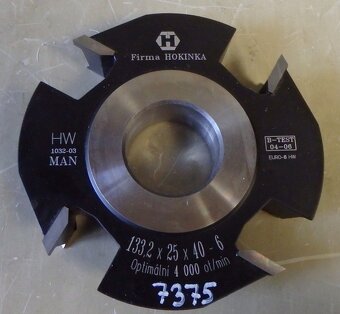 H
Firma HOKINKA
HW
1032-03
MAN
B-TEST
04-06
EURO-6 HW
133,2 x 25 x 40 - 6
Optimální 4 000 ot/min
7375